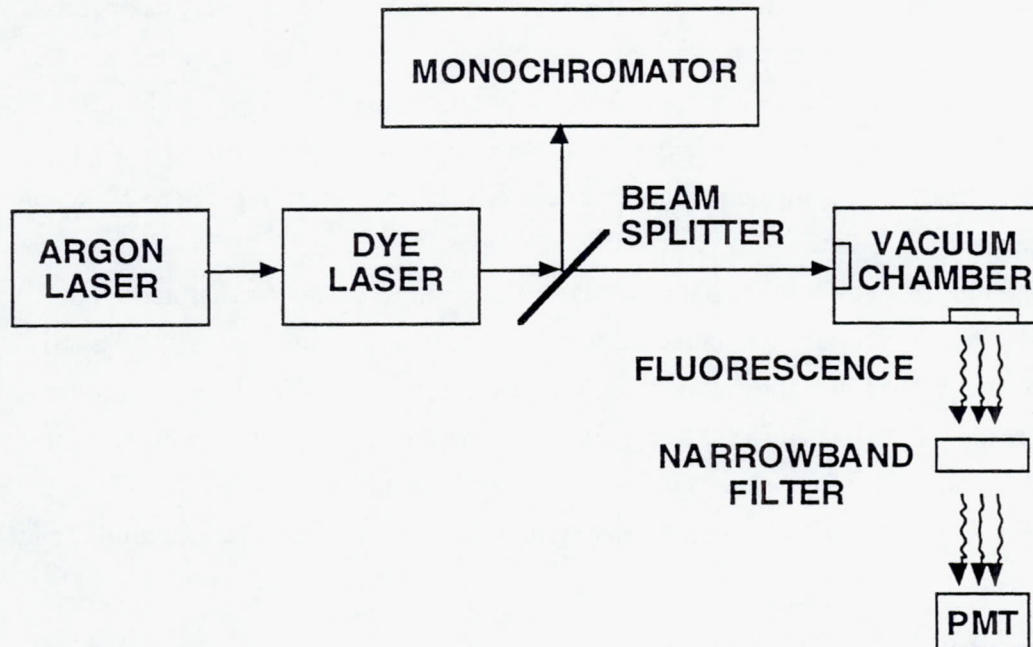 MONOCHROMATOR
BEAM
SPLITTER
ARGON
LASER
DYE
LASER
VACUUM
CHAMBER
FLUORESCENCE
NARROWBAND
FILTER
PMT